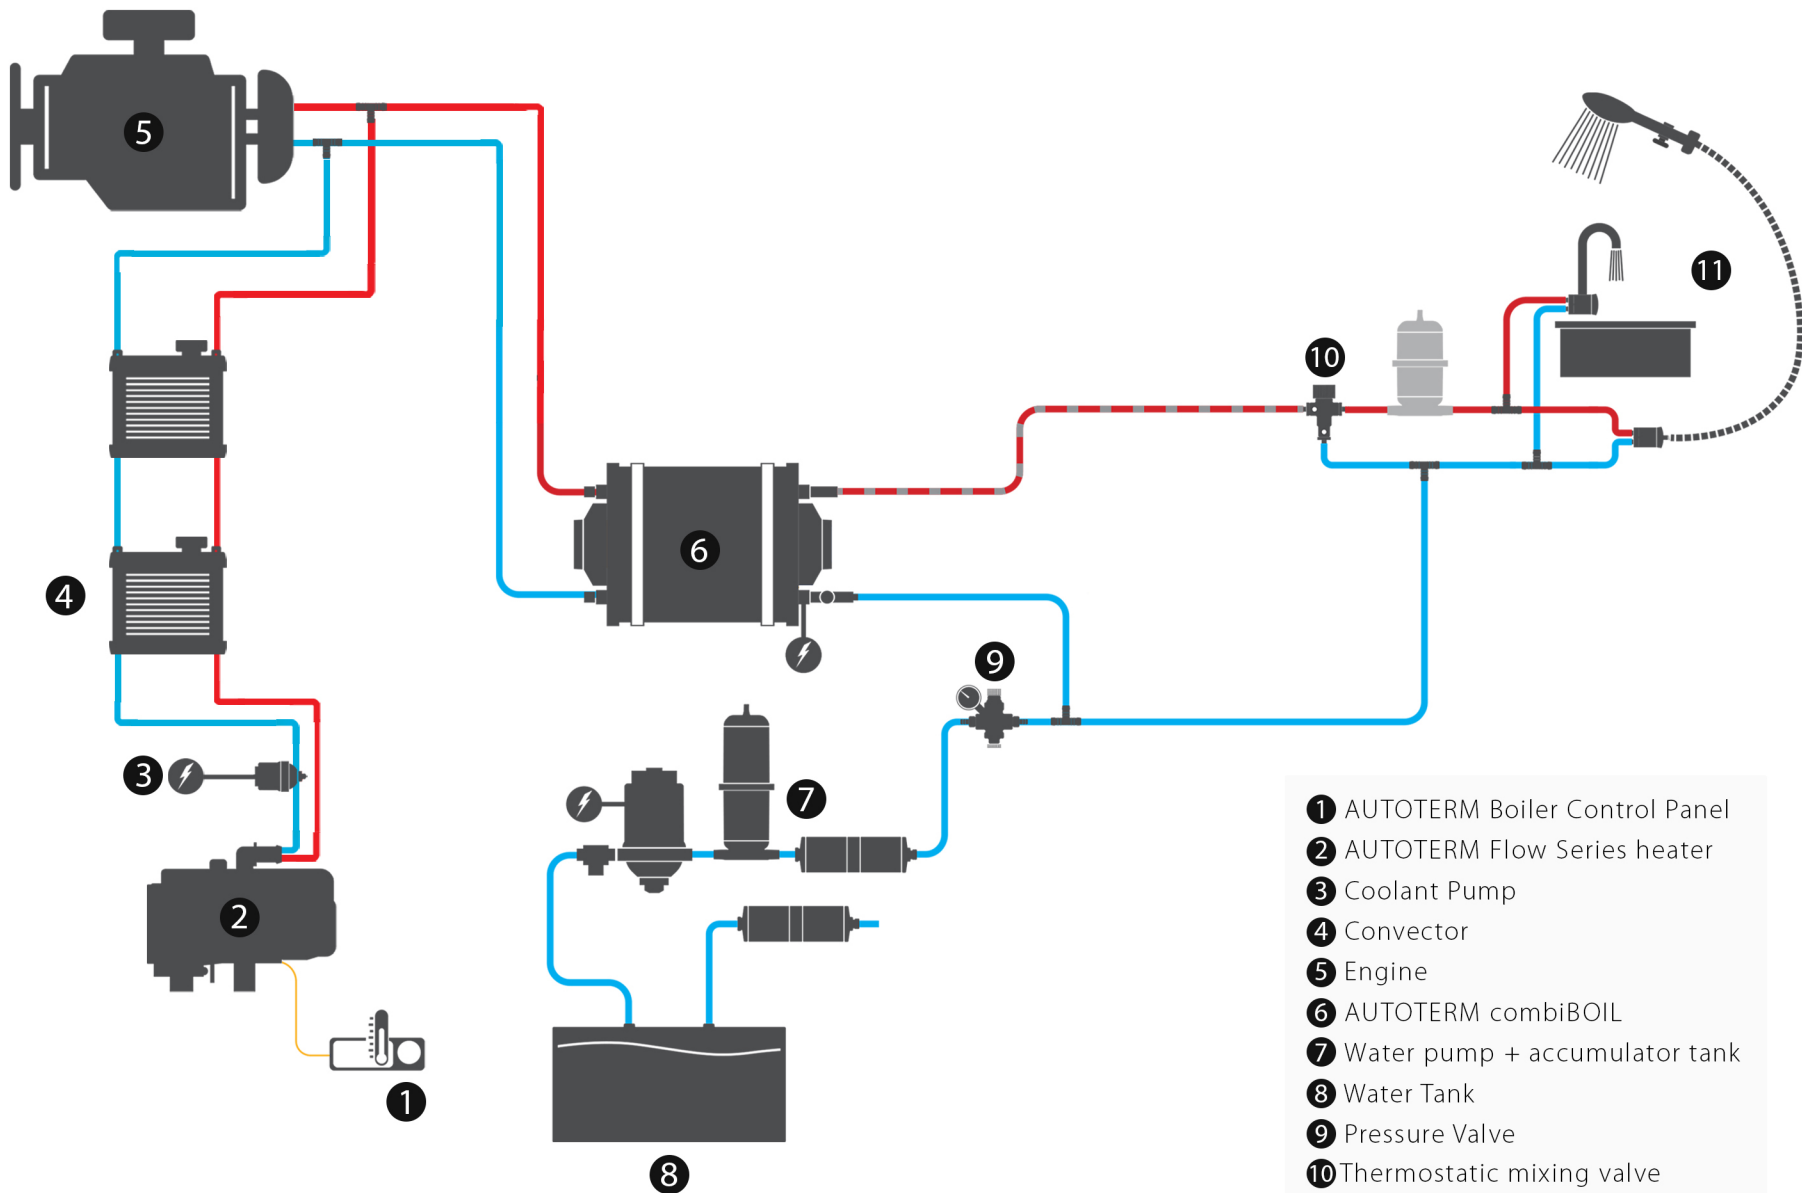 5
11
10
6
4
9
3
7
2
1
8
1 AUTOTERM Boiler Control Panel
2 AUTOTERM Flow Series heater
3 Coolant Pump
4 Convector
5 Engine
6 AUTOTERM combiBOIL
7 Water pump + accumulator tank
8 Water Tank
9 Pressure Valve
10 Thermostatic mixing valve